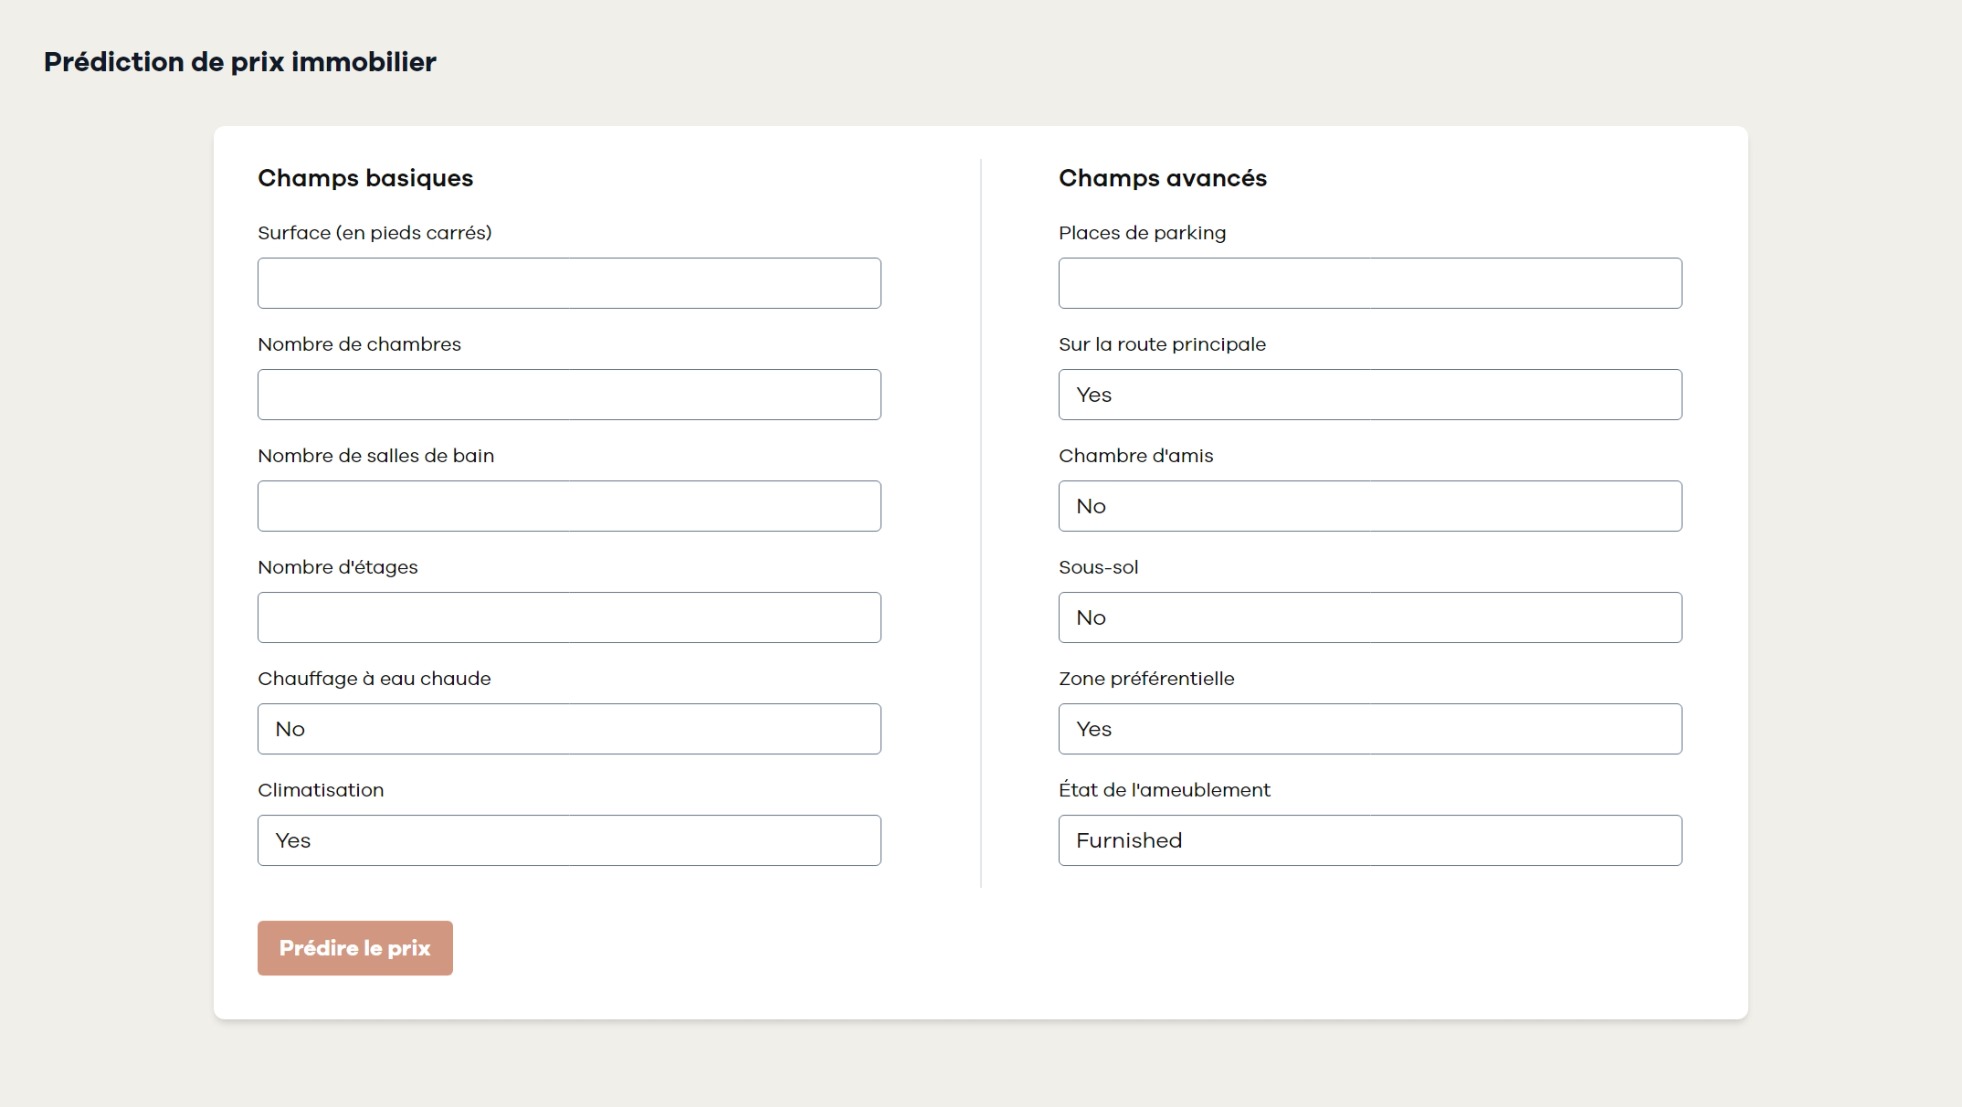 Prédiction de prix immobilier
Champs basiques
Surface (en pieds carrés)
Nombre de chambres
Nombre de salles de bain
Nombre d'étages
Chauffage à eau chaude
No
Climatisation
Yes
Champs avancés
Places de parking
Sur la route principale
Yes
Chambre d'amis
No
Sous-sol
No
Zone préférentielle
Yes
État de l'ameublement
Furnished
Prédire le prix